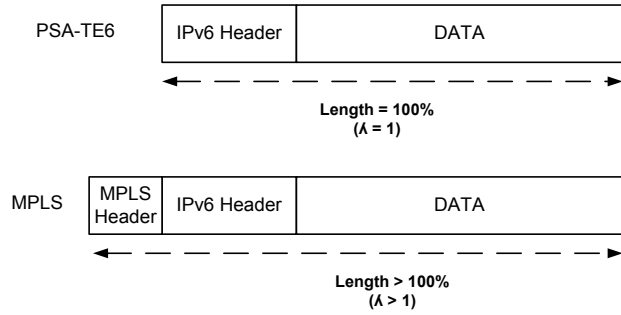 PSA-TE6
IPv6 Header
DATA
Length = 100%
(ʎ = 1)
MPLS
MPLS
Header
IPv6 Header
DATA
Length > 100%
(ʎ > 1)